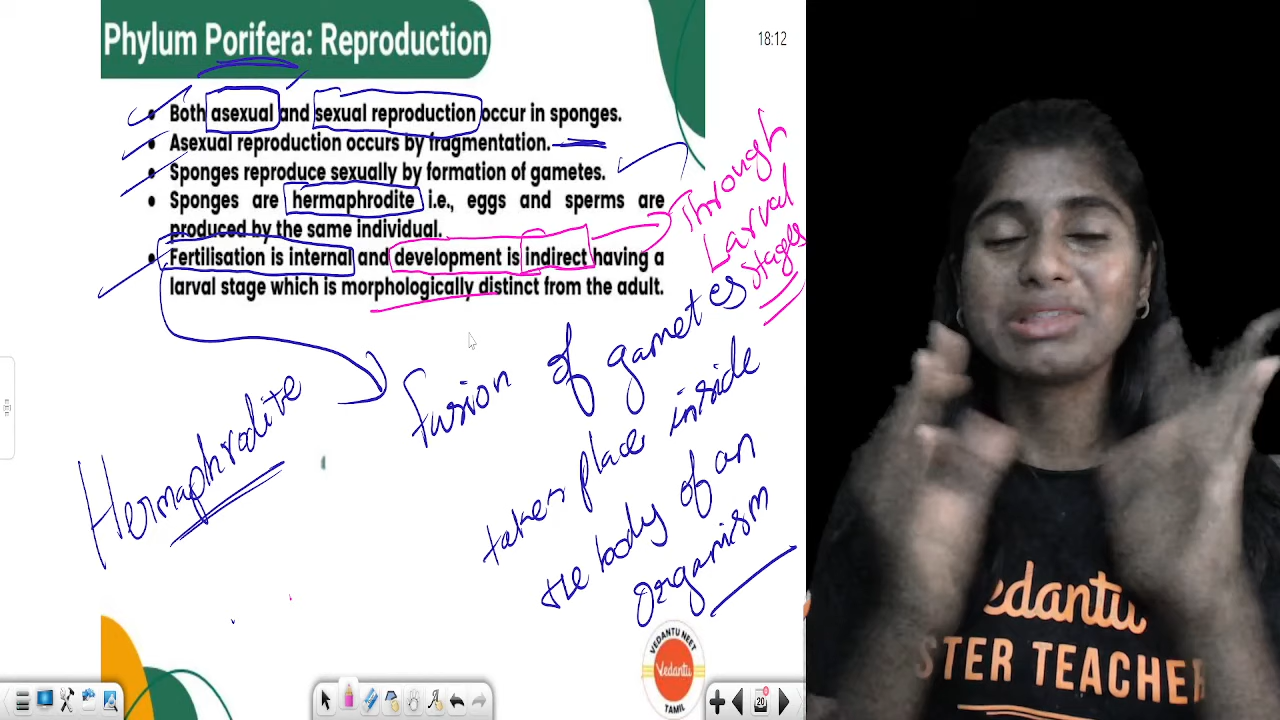 Phylum Porifera: Reproduction
18:12
• Both asexual and sexual reproduction occur in sponges.
• Asexual reproduction occurs by fragmentation.
• Sponges reproduce sexually by formation of gametes.
• Sponges are hermaphrodite i.e., eggs and sperms are
produced by the same individual.
• Fertilisation is internal and development is indirect having a
larval stage which is morphologically distinct from the adult.
Through
Larval
Stages
Hermaphrodite
Fusion of gametes
taken place inside
the body of an
organism
VEDANTU NEET
Vedantu
TAMIL
20
edantu
STER TEACHER